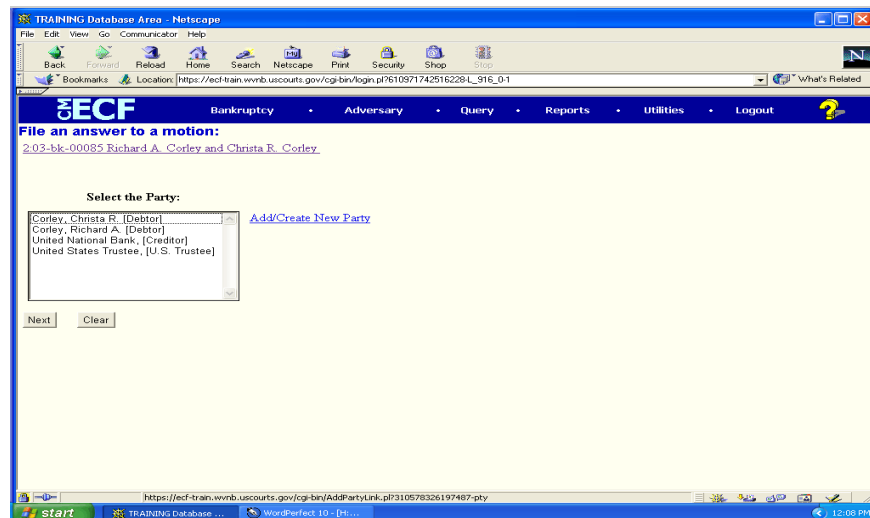 TRAINING Database Area - Netscape
File Edit View Go Communicator Help
Back Forward Reload Home Search Netscape Print Security Shop Stop
Bookmarks Location: https://ecf-train.wvnb.uscourts.gov/cgi-bin/login.pl?610971742516228-L_916_0-1 What's Related
CM ECF Bankruptcy • Adversary • Query • Reports • Utilities • Logout ?
File an answer to a motion:
2:03-bk-00085 Richard A. Corley and Christa R. Corley
Select the Party:
Corley, Christa R. [Debtor] Add/Create New Party
Corley, Richard A. [Debtor]
United National Bank, [Creditor]
United States Trustee, [U.S. Trustee]
Next Clear
https://ecf-train.wvnb.uscourts.gov/cgi-bin/AddPartyLink.pl?310578326197487-pty
start TRAINING Database ... WordPerfect 10 - [H:... 12:08 PM